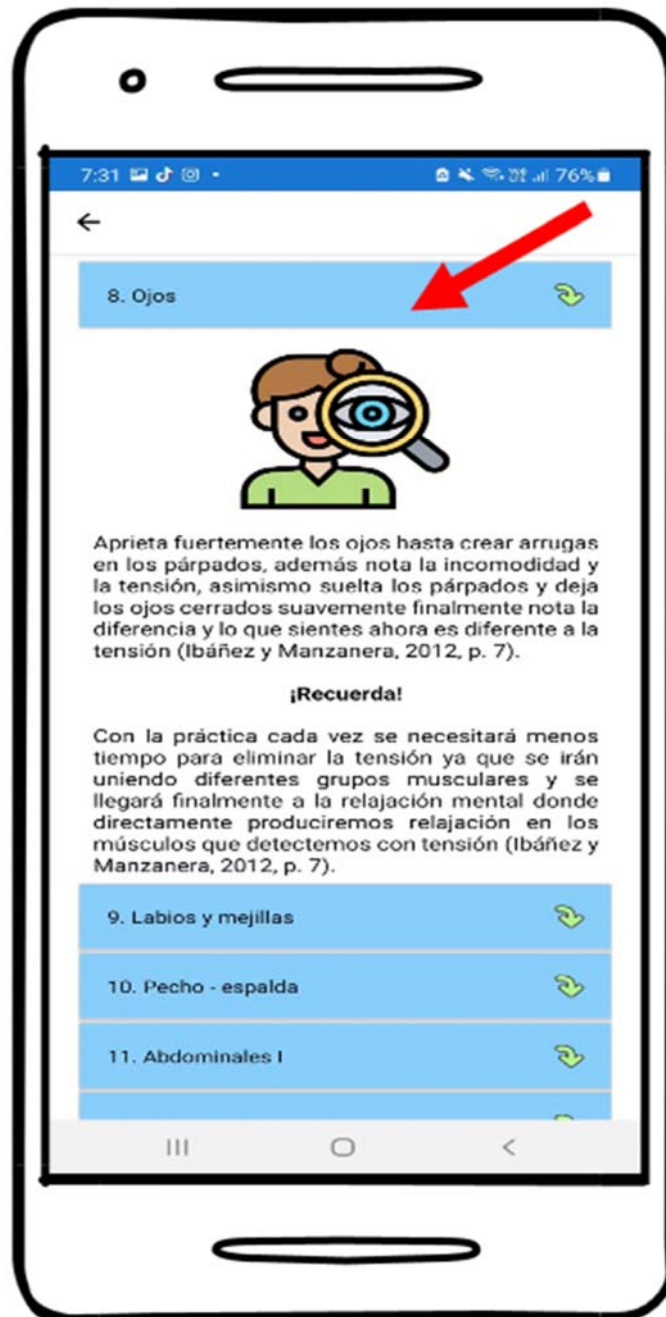 7:31
76%
8. Ojos
Aprieta fuertemente los ojos hasta crear arrugas
en los párpados, además nota la incomodidad y
la tensión, asimismo suelta los párpados y deja
los ojos cerrados suavemente finalmente nota la
diferencia y lo que sientes ahora es diferente a la
tensión (Ibáñez y Manzanera, 2012, p. 7).
¡Recuerda!
Con la práctica cada vez se necesitará menos
tiempo para eliminar la tensión ya que se irán
uniendo diferentes grupos musculares y se
llegará finalmente a la relajación mental donde
directamente produciremos relajación en los
músculos que detectemos con tensión (Ibáñez y
Manzanera, 2012, p. 7).
9. Labios y mejillas
10. Pecho - espalda
11. Abdominales I